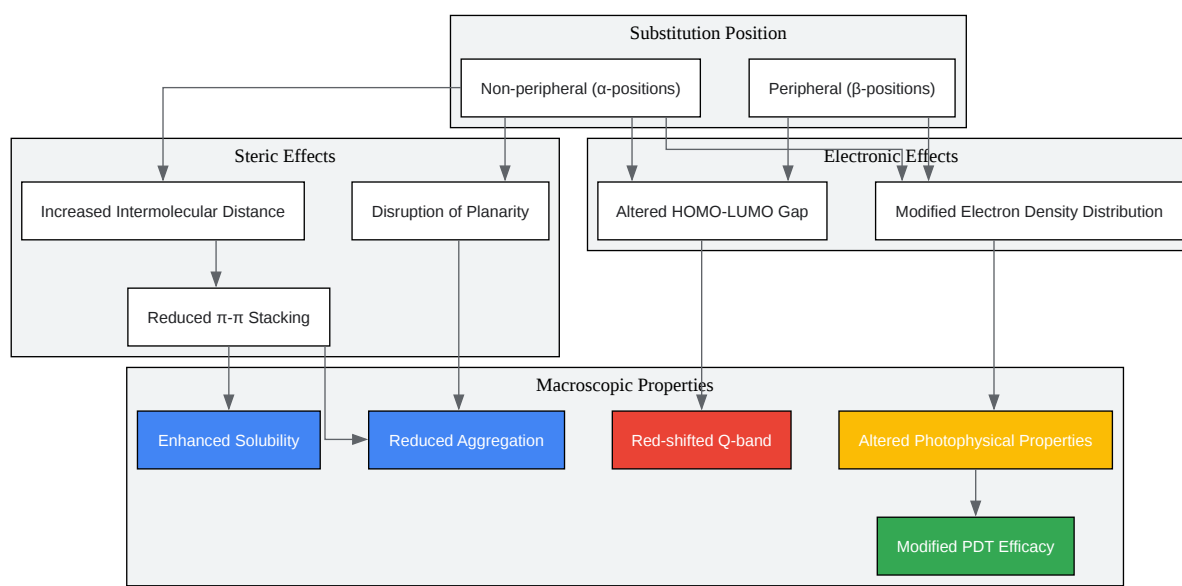 Substitution Position
Non-peripheral (α-positions)
Peripheral (β-positions)
Steric Effects
Electronic Effects
Increased Intermolecular Distance
Disruption of Planarity
Altered HOMO-LUMO Gap
Modified Electron Density Distribution
Reduced π-π Stacking
Macroscopic Properties
Enhanced Solubility
Reduced Aggregation
Red-shifted Q-band
Altered Photophysical Properties
Modified PDT Efficacy